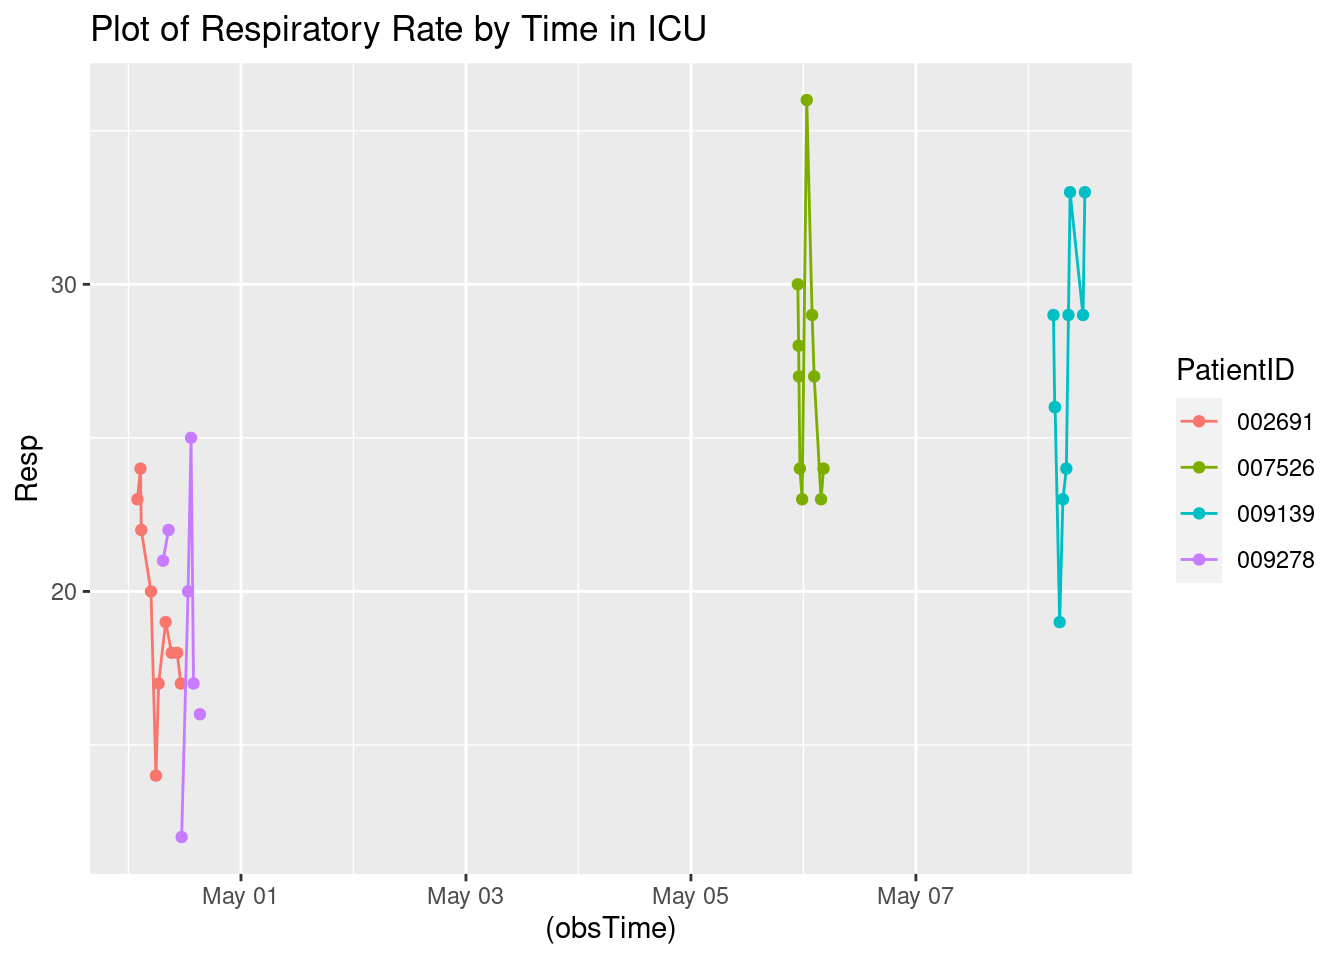 Plot of Respiratory Rate by Time in ICU
Resp
30
20
May 01 May 03 May 05 May 07
(obsTime)
PatientID
002691
007526
009139
009278